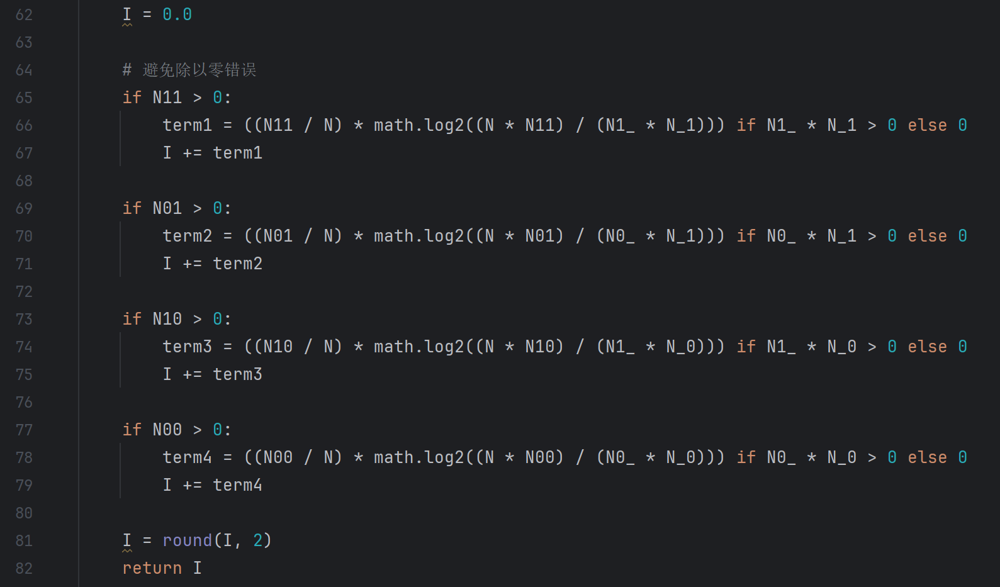 62 I = 0.0
63
64 # 避免除以零错误
65 if N11 > 0:
66 term1 = ((N11 / N) * math.log2((N * N11) / (N1_ * N_1))) if N1_ * N_1 > 0 else 0
67 I += term1
68
69 if N01 > 0:
70 term2 = ((N01 / N) * math.log2((N * N01) / (N0_ * N_1))) if N0_ * N_1 > 0 else 0
71 I += term2
72
73 if N10 > 0:
74 term3 = ((N10 / N) * math.log2((N * N10) / (N1_ * N_0))) if N1_ * N_0 > 0 else 0
75 I += term3
76
77 if N00 > 0:
78 term4 = ((N00 / N) * math.log2((N * N00) / (N0_ * N_0))) if N0_ * N_0 > 0 else 0
79 I += term4
80
81 I = round(I, 2)
82 return I